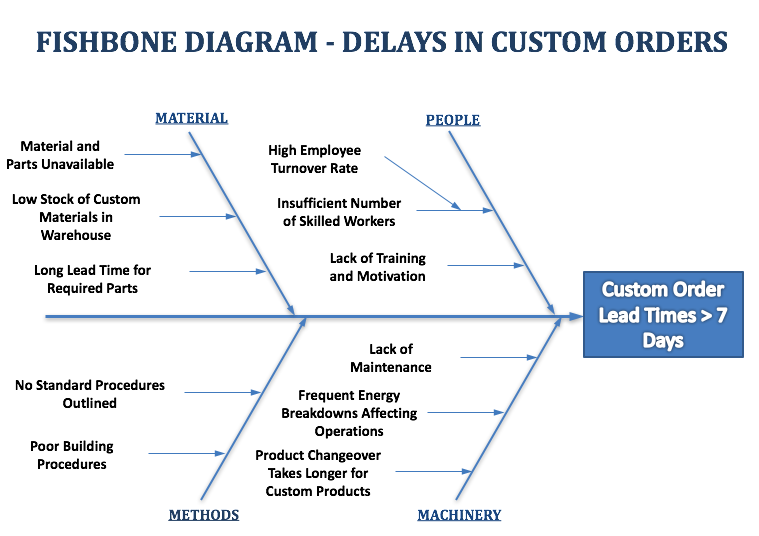 FISHBONE DIAGRAM - DELAYS IN CUSTOM ORDERS
MATERIAL
Material and
Parts Unavailable
Low Stock of Custom
Materials in
Warehouse
Long Lead Time for
Required Parts
PEOPLE
High Employee
Turnover Rate
Insufficient Number
of Skilled Workers
Lack of Training
and Motivation
Custom Order
Lead Times > 7
Days
No Standard Procedures
Outlined
Poor Building
Procedures
METHODS
Lack of
Maintenance
Frequent Energy
Breakdowns Affecting
Operations
Product Changeover
Takes Longer for
Custom Products
MACHINERY